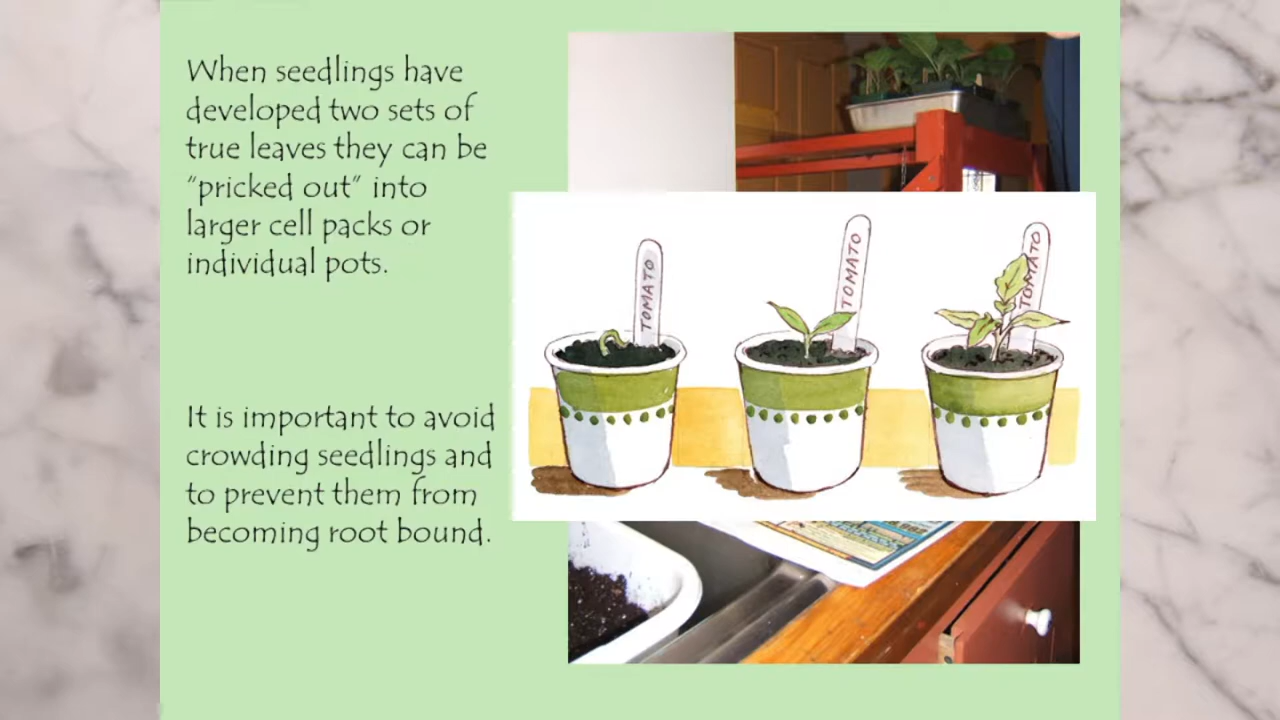 When seedlings have
developed two sets of
true leaves they can be
“pricked out” into
larger cell packs or
individual pots.
It is important to avoid
crowding seedlings and
to prevent them from
becoming root bound.
TOMATO
TOMATO
TOMATO